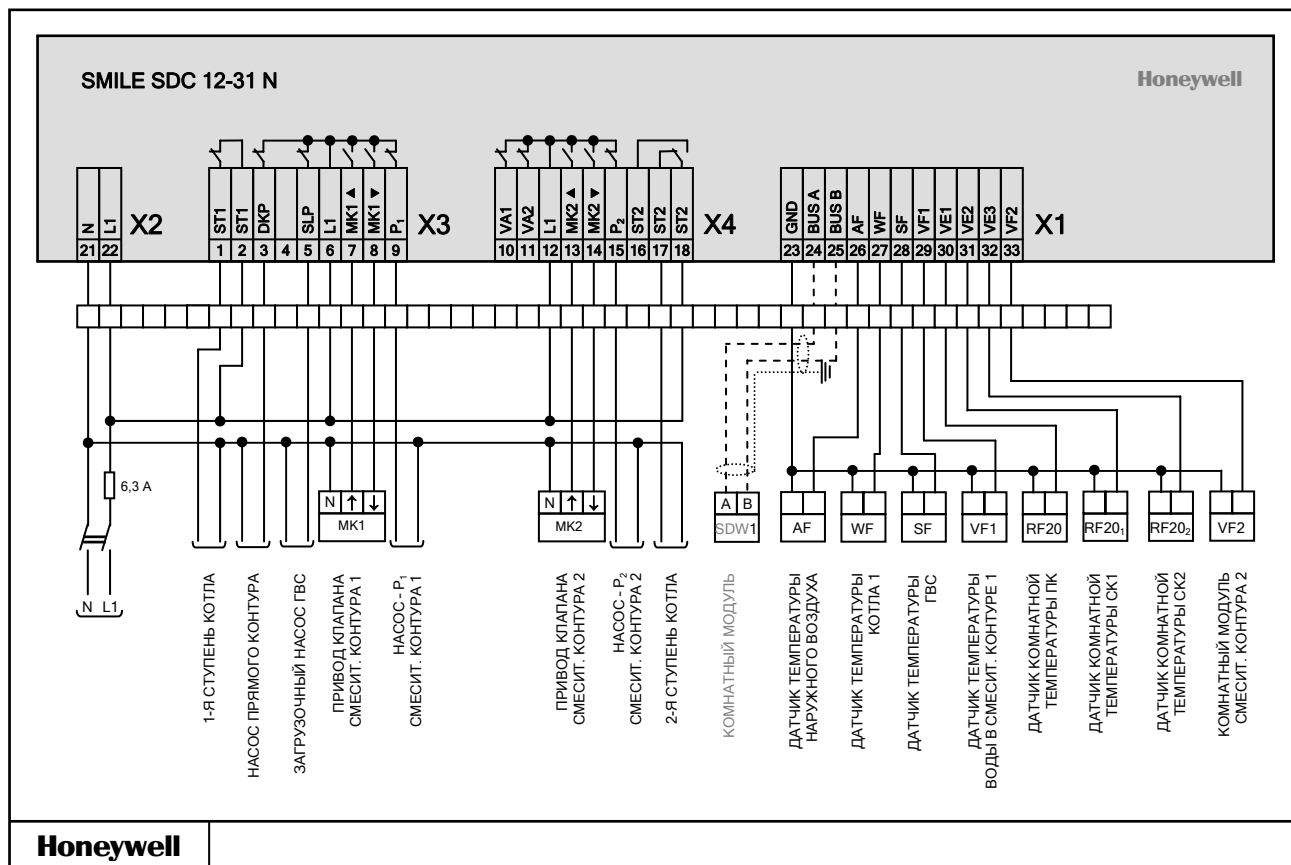 SMILE SDC 12-31 N
Honeywell
N
L1
X2
21
22
ST1
ST1
DKP
SLP
L1
MK1 ◄
MK1 ►
P1
X3
1
2
3
4
5
6
7
8
9
VA1
VA2
L1
MK2 ◄
MK2 ►
P2
ST2
ST2
ST2
X4
10
11
12
13
14
15
16
17
18
GND
BUS A
BUS B
AF
WF
SF
VF1
VE1
VE2
VE3
VF2
X1
23
24
25
26
27
28
29
30
31
32
33
6,3 A
N L1
N ↑ ↓
MK1
N ↑ ↓
MK2
A B
SDW1
AF
WF
SF
VF1
RF20
RF201
RF202
VF2
1-Я СТУПЕНЬ КОТЛА
НАСОС ПРЯМОГО КОНТУРА
ЗАГРУЗОЧНЫЙ НАСОС ГВС
ПРИВОД КЛАПАНА
СМЕСИТ. КОНТУРА 1
НАСОС - P1
СМЕСИТ. КОНТУРА 1
ПРИВОД КЛАПАНА
СМЕСИТ. КОНТУРА 2
НАСОС - P2
СМЕСИТ. КОНТУРА 2
2-Я СТУПЕНЬ КОТЛА
КОМНАТНЫЙ МОДУЛЬ
ДАТЧИК ТЕМПЕРАТУРЫ
НАРУЖНОГО ВОЗДУХА
ДАТЧИК ТЕМПЕРАТУРЫ
КОТЛА 1
ДАТЧИК ТЕМПЕРАТУРЫ
ГВС
ДАТЧИК ТЕМПЕРАТУРЫ
ВОДЫ В СМЕСИТ. КОНТУРЕ 1
ДАТЧИК КОМНАТНОЙ
ТЕМПЕРАТУРЫ ПК
ДАТЧИК КОМНАТНОЙ
ТЕМПЕРАТУРЫ СК1
ДАТЧИК КОМНАТНОЙ
ТЕМПЕРАТУРЫ СК2
КОМНАТНЫЙ МОДУЛЬ
СМЕСИТ. КОНТУРА 2
Honeywell